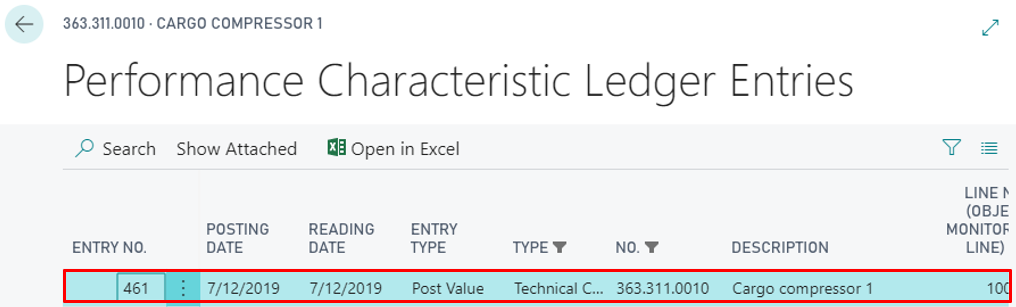 363.311.0010 · CARGO COMPRESSOR 1
Performance Characteristic Ledger Entries
Search Show Attached Open in Excel
ENTRY NO. POSTING DATE READING DATE ENTRY TYPE TYPE NO. DESCRIPTION LINE N (OBJE MONITOR LINE)
461 7/12/2019 7/12/2019 Post Value Technical C... 363.311.0010 Cargo compressor 1 100